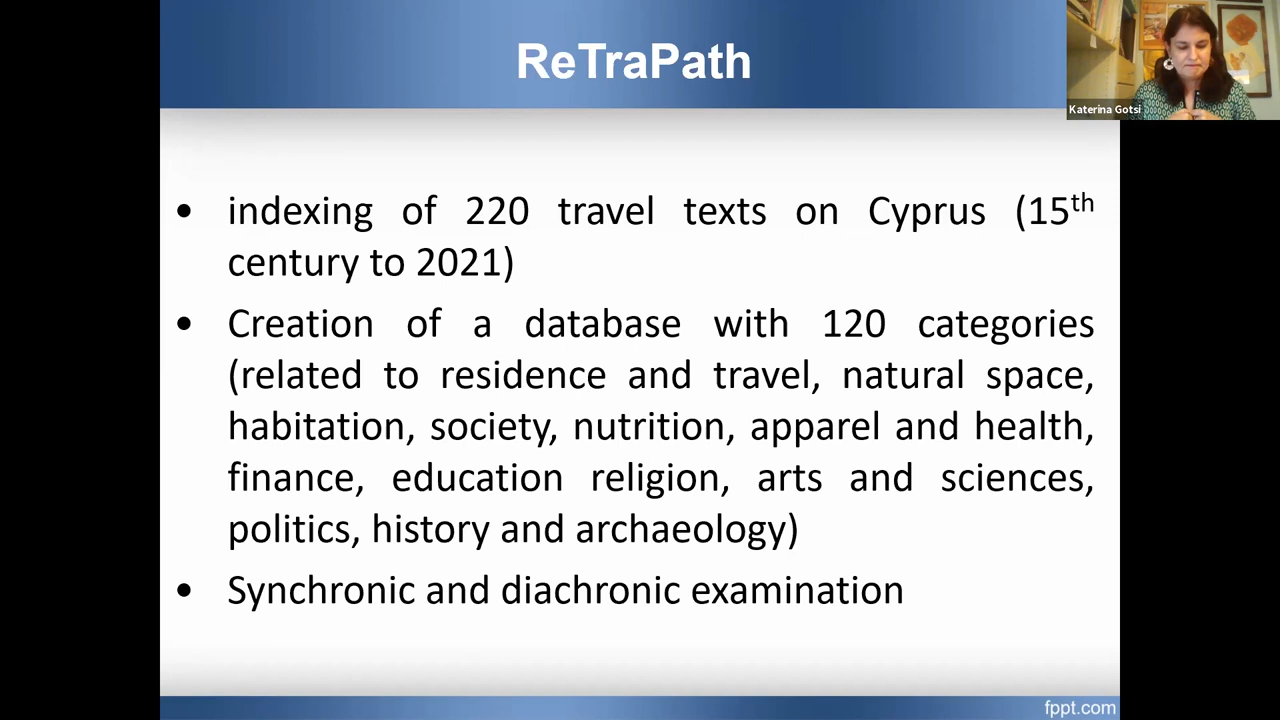 ReTraPath
Katerina Gotsi
• indexing of 220 travel texts on Cyprus (15th
century to 2021)
• Creation of a database with 120 categories
(related to residence and travel, natural space,
habitation, society, nutrition, apparel and health,
finance, education religion, arts and sciences,
politics, history and archaeology)
• Synchronic and diachronic examination
fppt.com